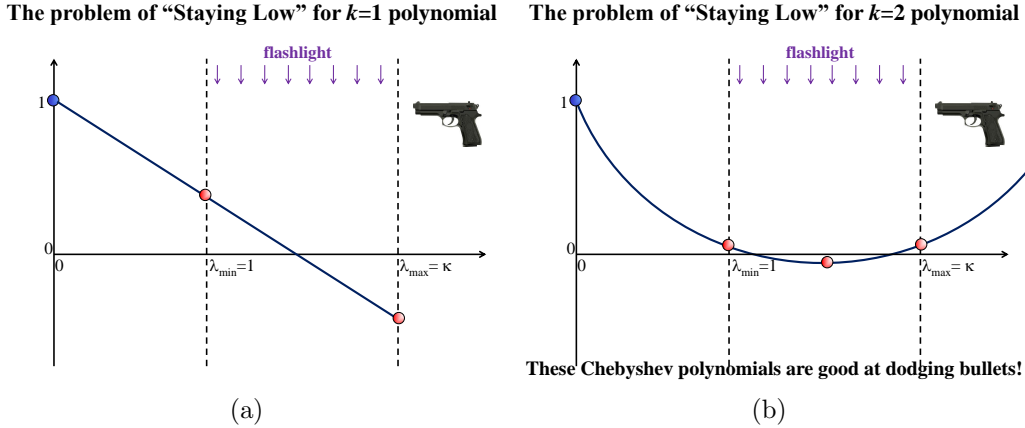 The problem of “Staying Low” for k=1 polynomial
flashlight
1
0
0
λmin=1
λmax= κ
(a)
The problem of “Staying Low” for k=2 polynomial
flashlight
1
0
0
λmin=1
λmax= κ
These Chebyshev polynomials are good at dodging bullets!
(b)